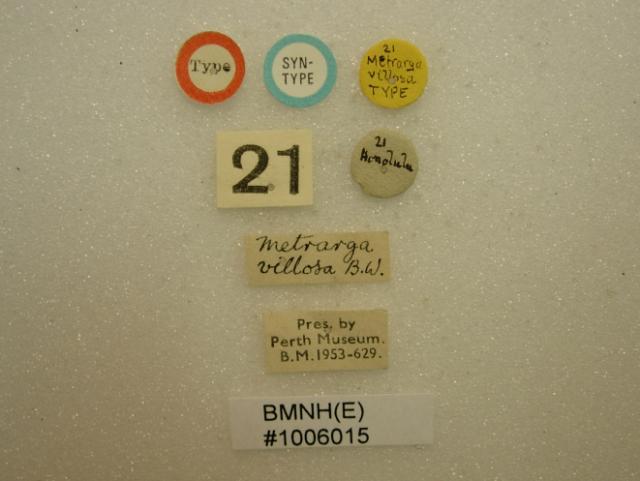 Type
SYN-
TYPE
21
Metrarga
villosa
TYPE
21
21
Honolulu
Metrarga
villosa B.W.
Pres. by
Perth Museum.
B.M.1953-629.
BMNH(E)
#1006015